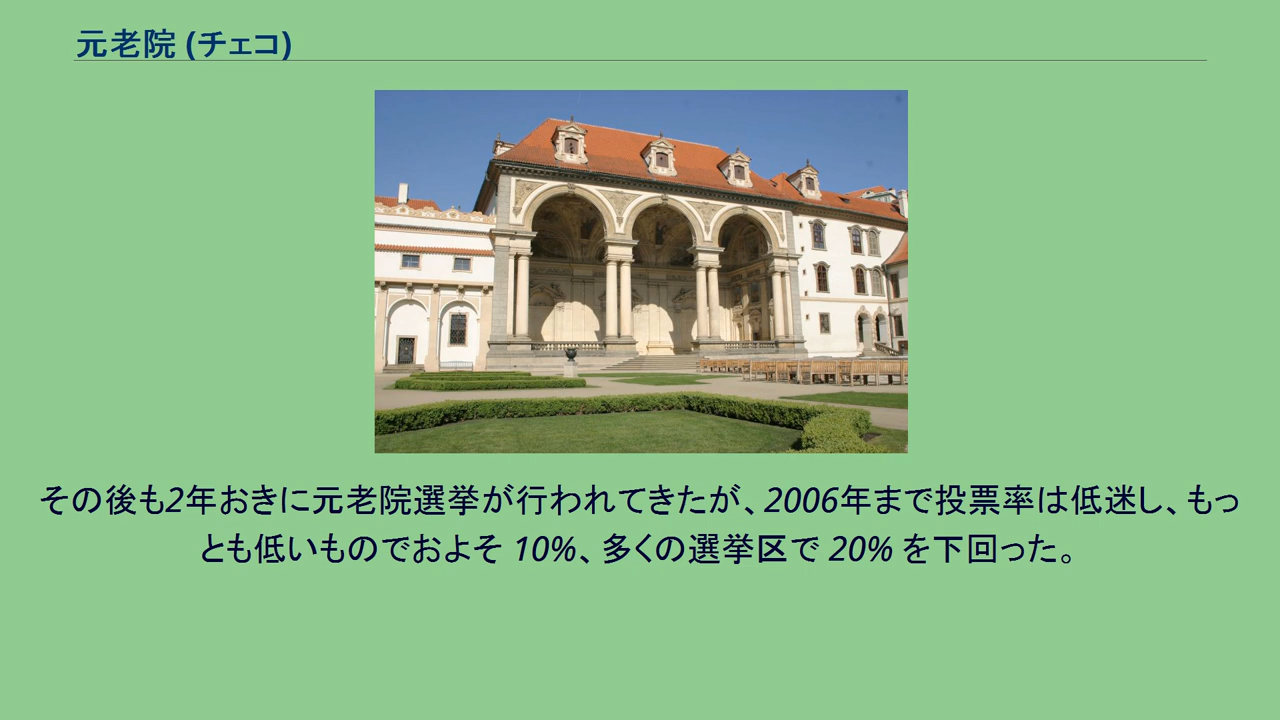 元老院 (チェコ)
その後も2年おきに元老院選挙が行われてきたが、2006年まで投票率は低迷し、もっ
とも低いものでおよそ 10%、多くの選挙区で 20% を下回った。